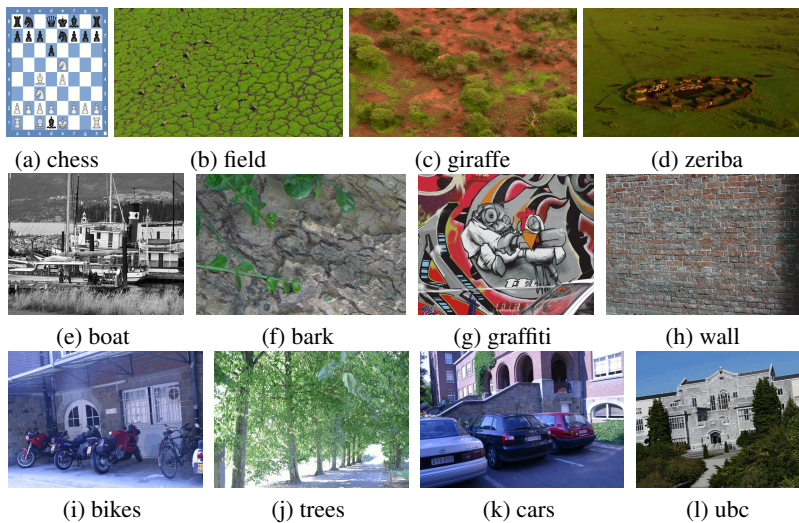 (a) chess
(b) field
(c) giraffe
(d) zeriba
(e) boat
(f) bark
(g) graffiti
(h) wall
(i) bikes
(j) trees
(k) cars
(l) ubc